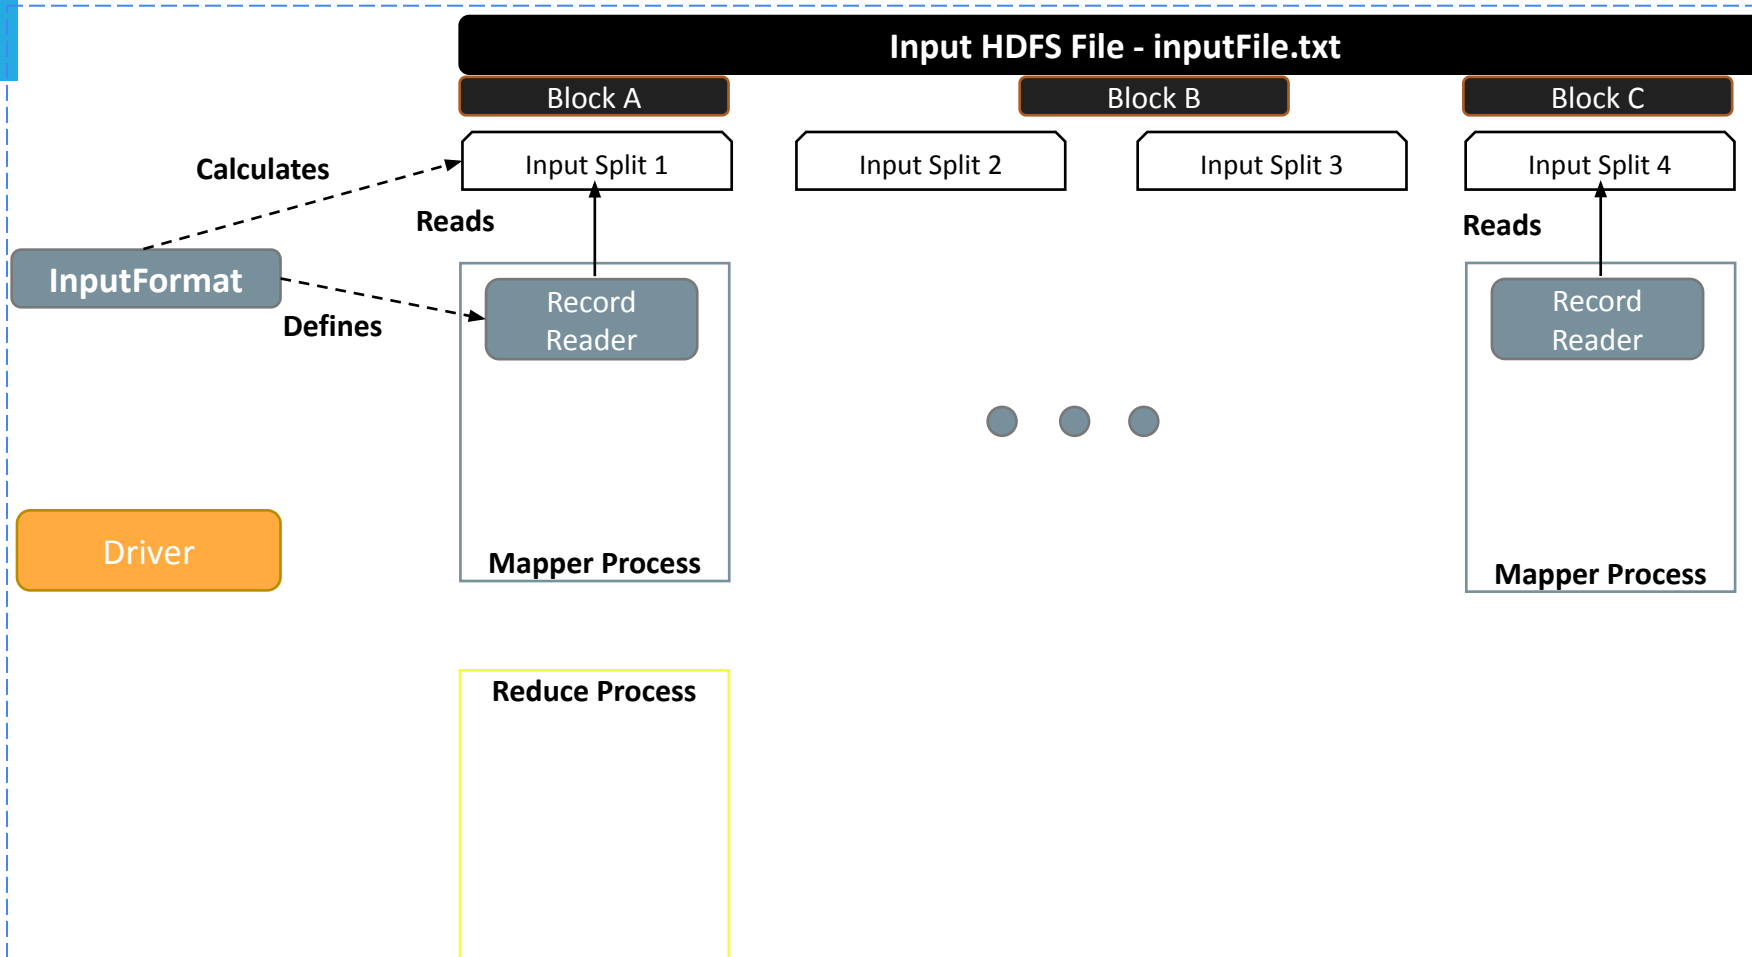 Input HDFS File - inputFile.txt
Block A
Block B
Block C
Input Split 1
Input Split 2
Input Split 3
Input Split 4
Calculates
Reads
Reads
InputFormat
Defines
Record
Reader
Record
Reader
Driver
Mapper Process
Mapper Process
Reduce Process